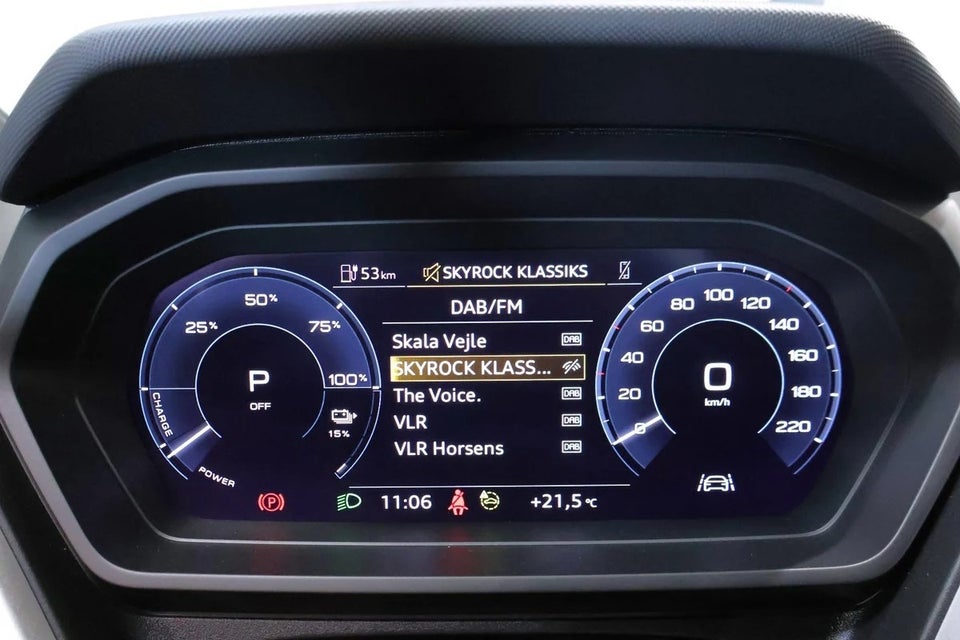 53km
SKYROCK KLASSIKS
DAB/FM
Skala Vejle DAB
SKYROCK KLASS...
The Voice. DAB
VLR DAB
VLR Horsens DAB
25%
50%
75%
100%
P
OFF
CHARGE
POWER
15%
0
20
40
60
80
100
120
140
160
180
220
0
km/h
(P)
11:06
+21,5 °C